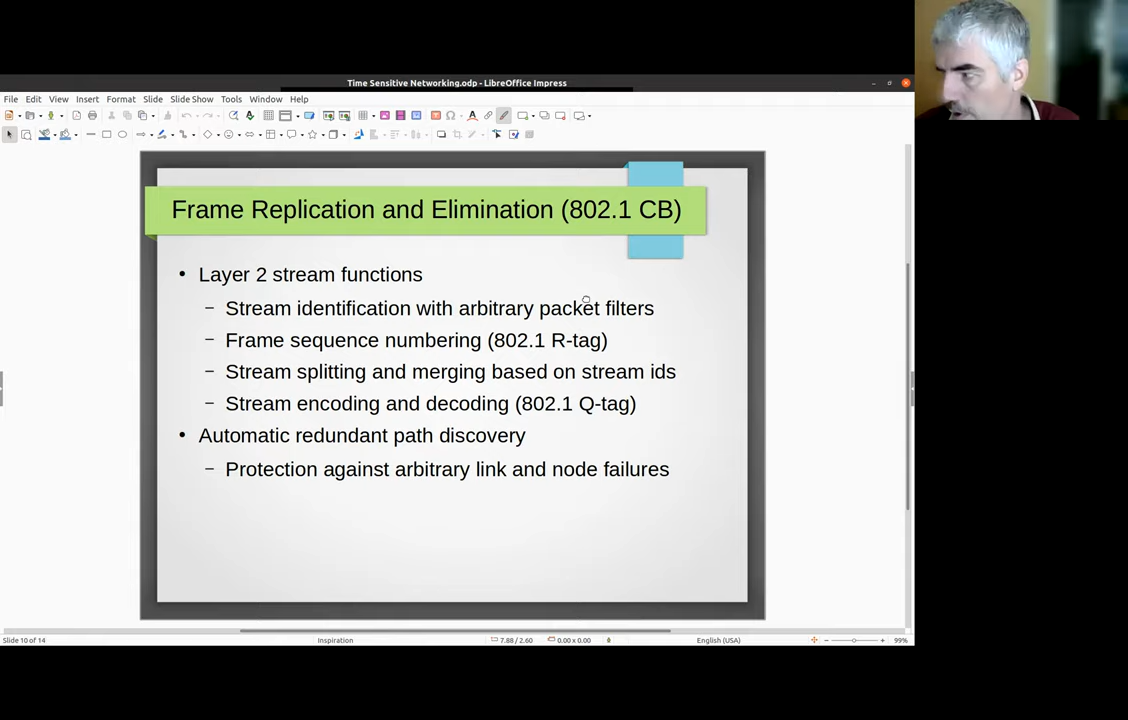 Time Sensitive Networking.odp - LibreOffice Impress
File Edit View Insert Format Slide Slide Show Tools Window Help
Frame Replication and Elimination (802.1 CB)
• Layer 2 stream functions
– Stream identification with arbitrary packet filters
– Frame sequence numbering (802.1 R-tag)
– Stream splitting and merging based on stream ids
– Stream encoding and decoding (802.1 Q-tag)
• Automatic redundant path discovery
– Protection against arbitrary link and node failures
Slide 10 of 14 Inspiration 7.88 / 2.60 0.00 x 0.00 English (USA) 99%